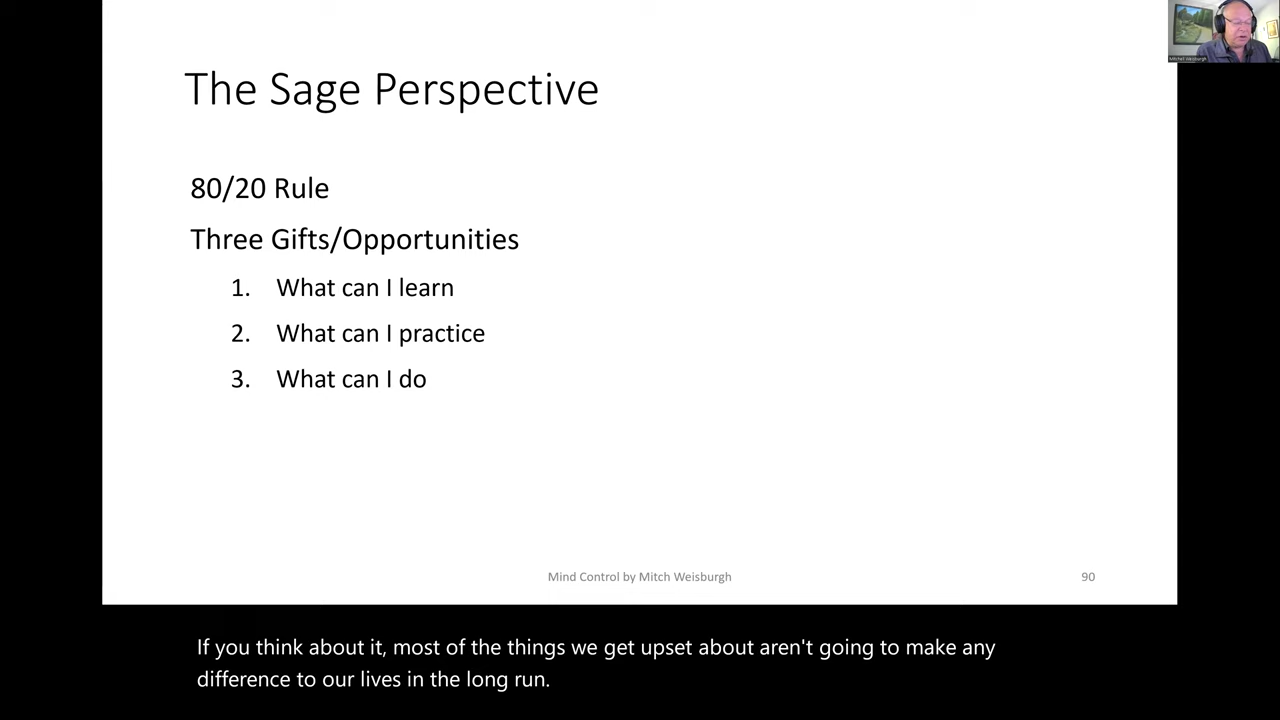 The Sage Perspective
80/20 Rule
Three Gifts/Opportunities
1. What can I learn
2. What can I practice
3. What can I do
Mind Control by Mitch Weisburgh
90
If you think about it, most of the things we get upset about aren't going to make any
difference to our lives in the long run.
Mitchell Weisburgh